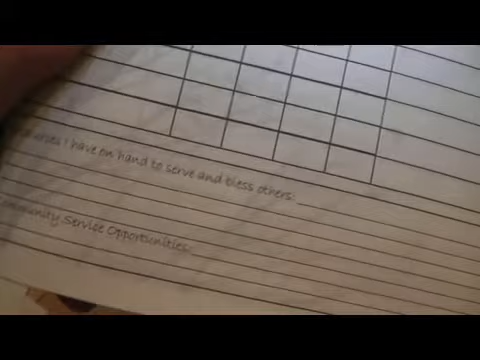 I have on hand to serve and bless others:
Community Service Opportunities: